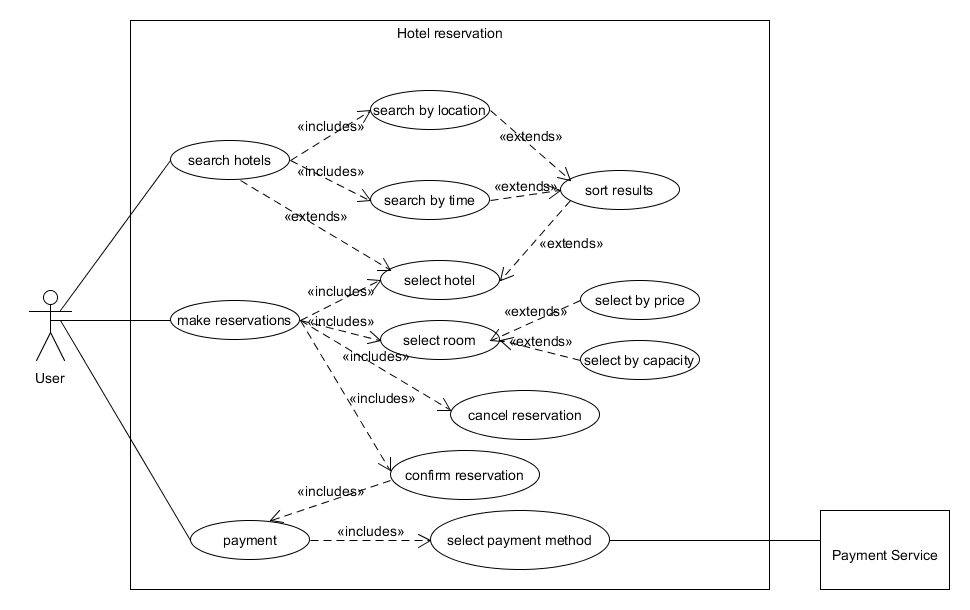 Hotel reservation
search by location
«includes»
«extends»
search hotels
«includes»
«extends»
sort results
search by time
«extends»
«extends»
select hotel
«includes»
select by price
«extends»
make reservations
«includes»
select room
«extends»
«includes»
select by capacity
User
«includes»
cancel reservation
confirm reservation
«includes»
«includes»
payment
select payment method
Payment Service